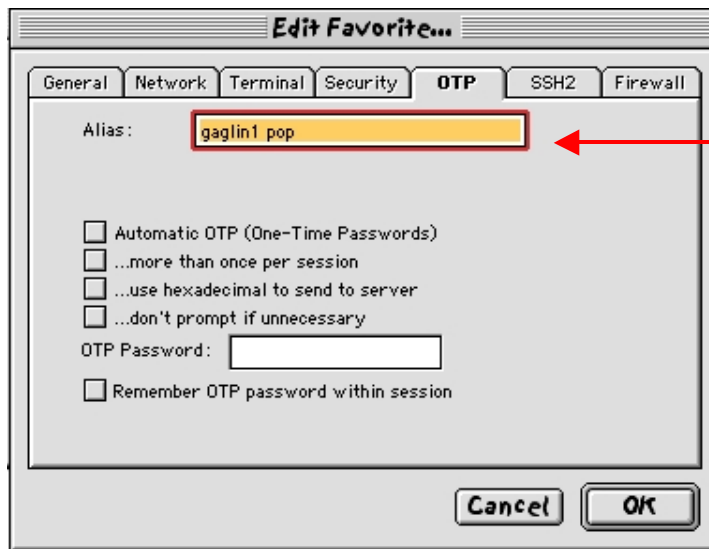 Edit Favorite...
General Network Terminal Security OTP SSH2 Firewall
Alias: gaglin1 pop
Automatic OTP (One-Time Passwords)
...more than once per session
...use hexadecimal to send to server
...don't prompt if unnecessary
OTP Password:
Remember OTP password within session
Cancel OK